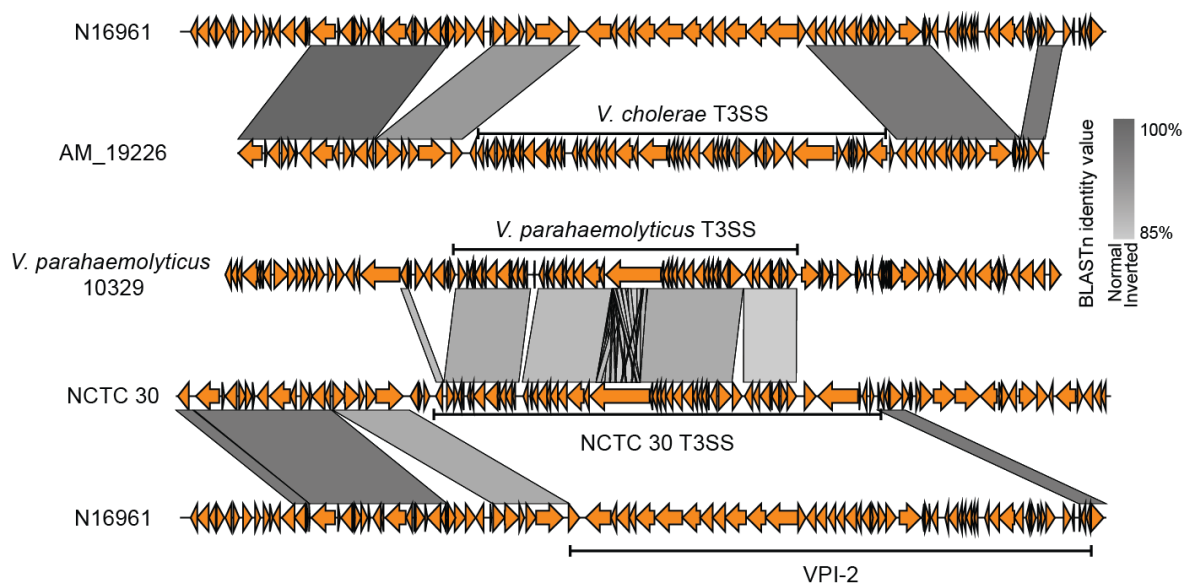 N16961
V. cholerae T3SS
AM_19226
100%
85%
BLASTn identity value
Normal
Inverted
V. parahaemolyticus T3SS
V. parahaemolyticus
10329
NCTC 30
NCTC 30 T3SS
N16961
VPI-2